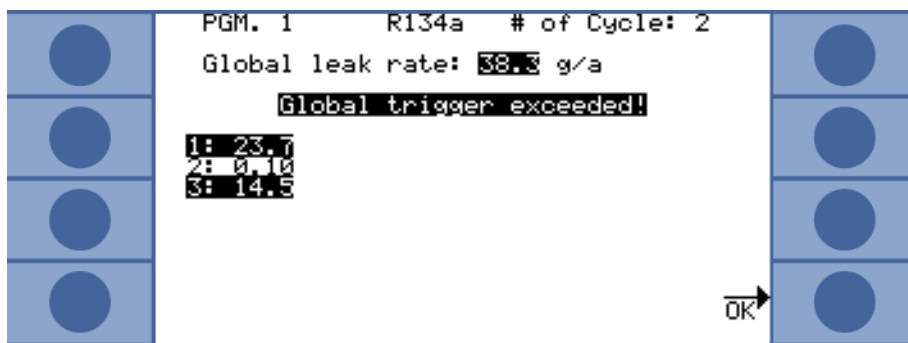 PGM. 1 R134a # of Cycle: 2
Global leak rate: 38.3 g/a
Global trigger exceeded!
1: 23.7
2: 0.10
3: 14.5
OK